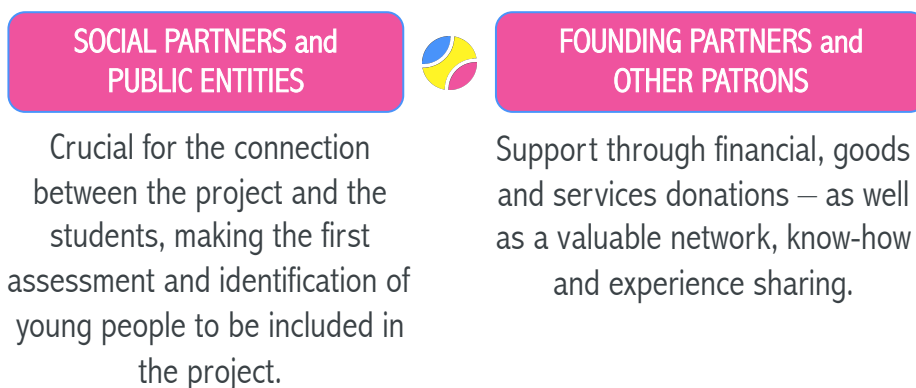 SOCIAL PARTNERS and
PUBLIC ENTITIES
Crucial for the connection
between the project and the
students, making the first
assessment and identification of
young people to be included in
the project.
FOUNDING PARTNERS and
OTHER PATRONS
Support through financial, goods
and services donations – as well
as a valuable network, know-how
and experience sharing.